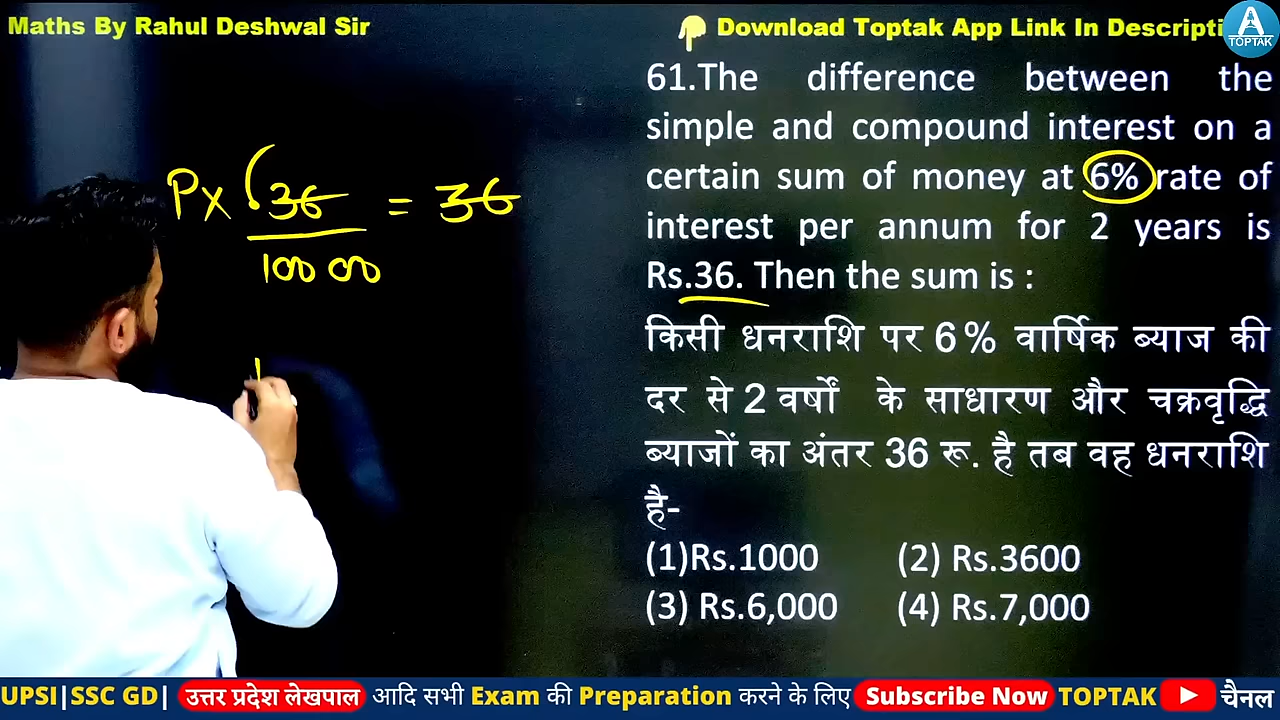 Maths By Rahul Deshwal Sir
Download Toptak App Link In Descripti
A
TOPTAK
61.The difference between the
simple and compound interest on a
certain sum of money at 6% rate of
interest per annum for 2 years is
Rs.36. Then the sum is :
किसी धनराशि पर 6% वार्षिक ब्याज की
दर से 2 वर्षों के साधारण और चक्रवृद्धि
ब्याजों का अंतर 36 रू. है तब वह धनराशि
है-
(1)Rs.1000 (2) Rs.3600
(3) Rs.6,000 (4) Rs.7,000
Px 36 = 36
10000
UPSI|SSC GD| उत्तर प्रदेश लेखपाल आदि सभी Exam की Preparation करने के लिए Subscribe Now TOPTAK चैनल